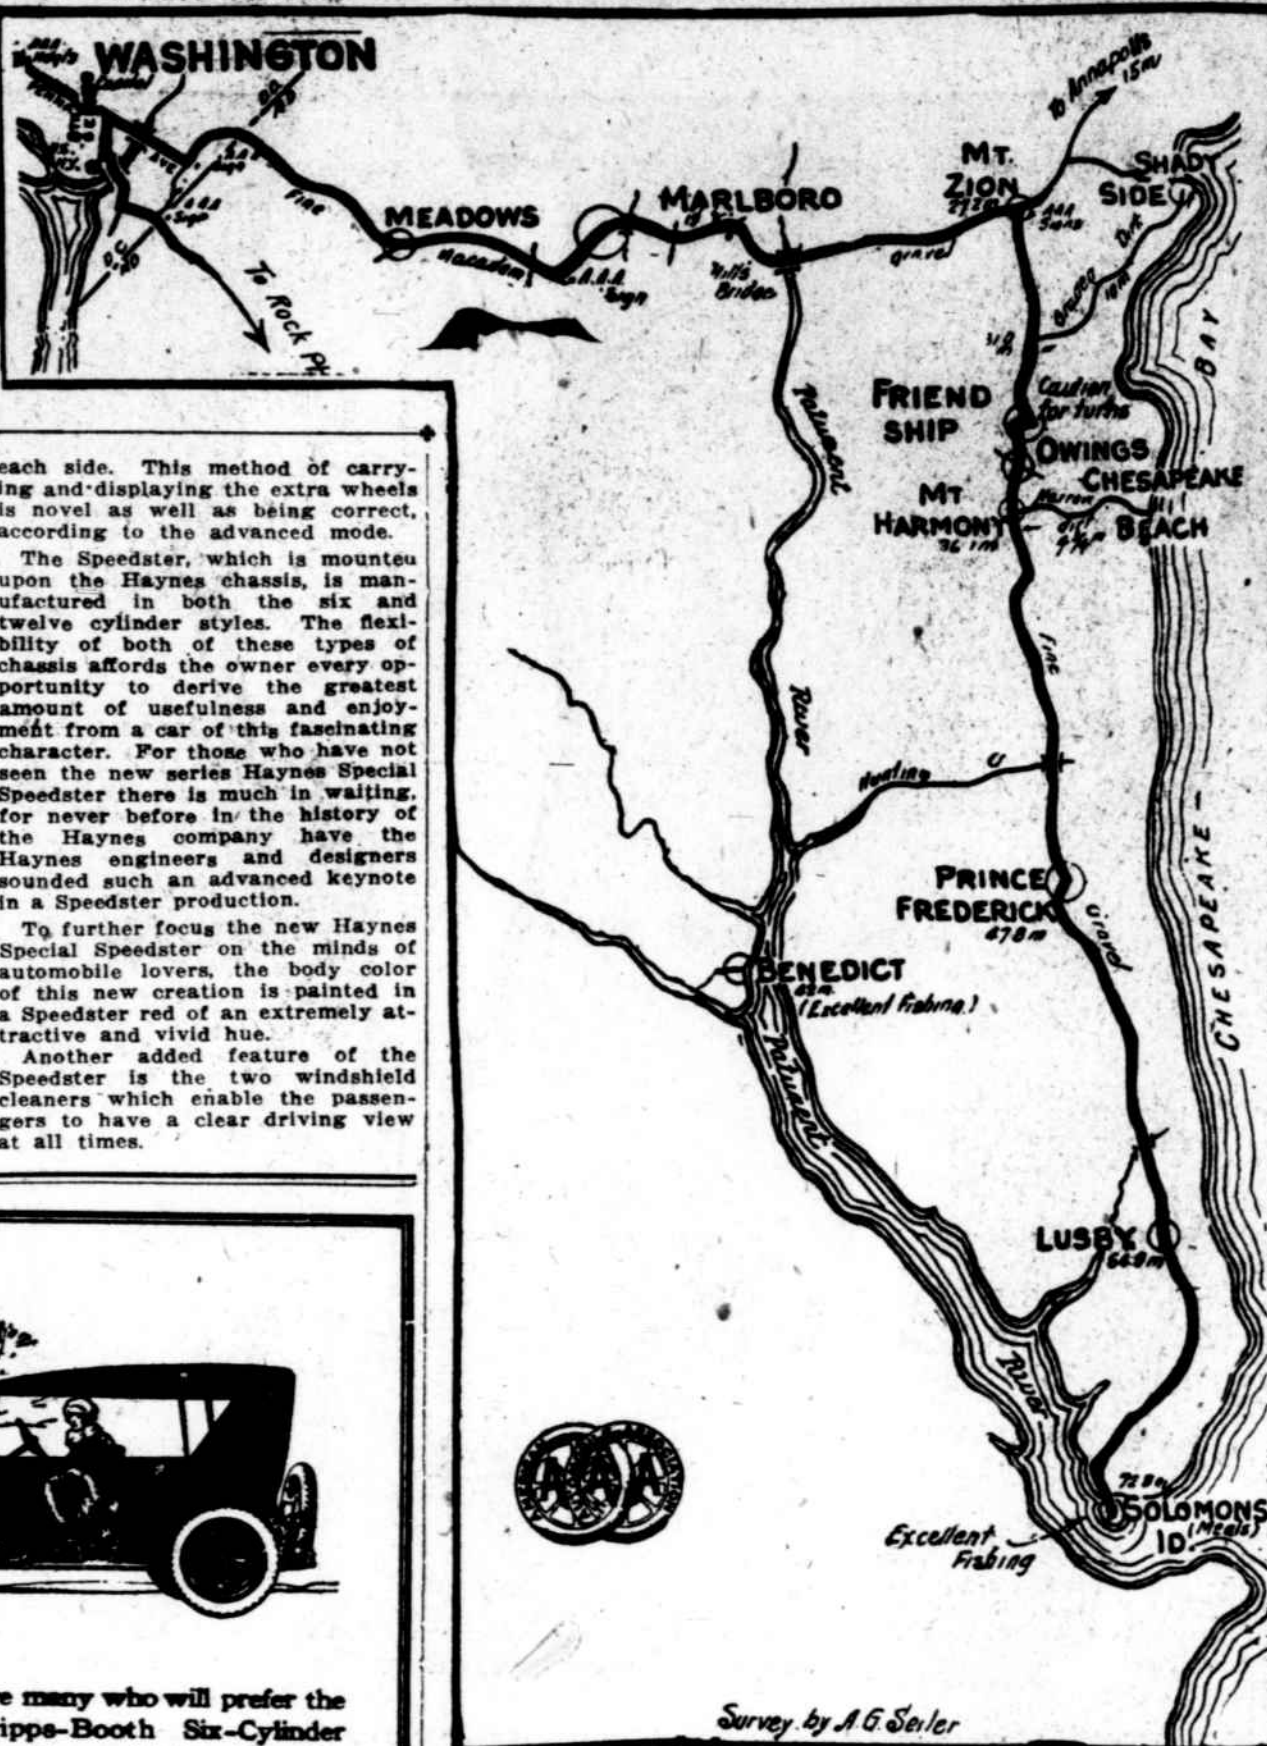 WASHINGTON
To Annapolis
15m
MT.
ZION
SHADY
SIDE
MARLBORO
MEADOWS
Fine
Macadam
A.A.A.
Sign
Hill's
Bridge
Gravel
To Rock Pt.
BAY
Patuxent
River
FRIEND
SHIP
Caution
for turns
OWINGS
CHESAPEAKE
BEACH
MT
HARMONY
36.1m
Narrow
Dirt
Fine
Hunting
PRINCE
FREDERICK
47.8m
CHESAPEAKE
BENEDICT
(Excellent Fishing)
Patuxent
River
LUSBY
SOLOMONS
ID. (Meals)
Excellent
Fishing
Survey by A.G. Seiler
each side. This method of carry-
ing and displaying the extra wheels
is novel as well as being correct,
according to the advanced mode.
The Speedster, which is mounteu
upon the Haynes chassis, is man-
ufactured in both the six and
twelve cylinder styles. The flexi-
bility of both of these types of
chassis affords the owner every op-
portunity to derive the greatest
amount of usefulness and enjoy-
ment from a car of this fascinating
character. For those who have not
seen the new series Haynes Special
Speedster there is much in waiting,
for never before in the history of
the Haynes company have the
Haynes engineers and designers
sounded such an advanced keynote
in a Speedster production.
To further focus the new Haynes
Special Speedster on the minds of
automobile lovers, the body color
of this new creation is painted in
a Speedster red of an extremely at-
tractive and vivid hue.
Another added feature of the
Speedster is the two windshield
cleaners which enable the passen-
gers to have a clear driving view
at all times.
many who will prefer the
ipps-Booth Six-Cylinder